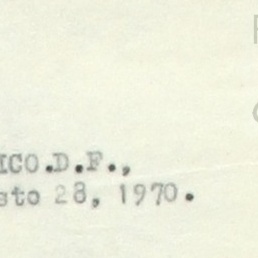 ICO.D.F.,
sto 28, 1970.